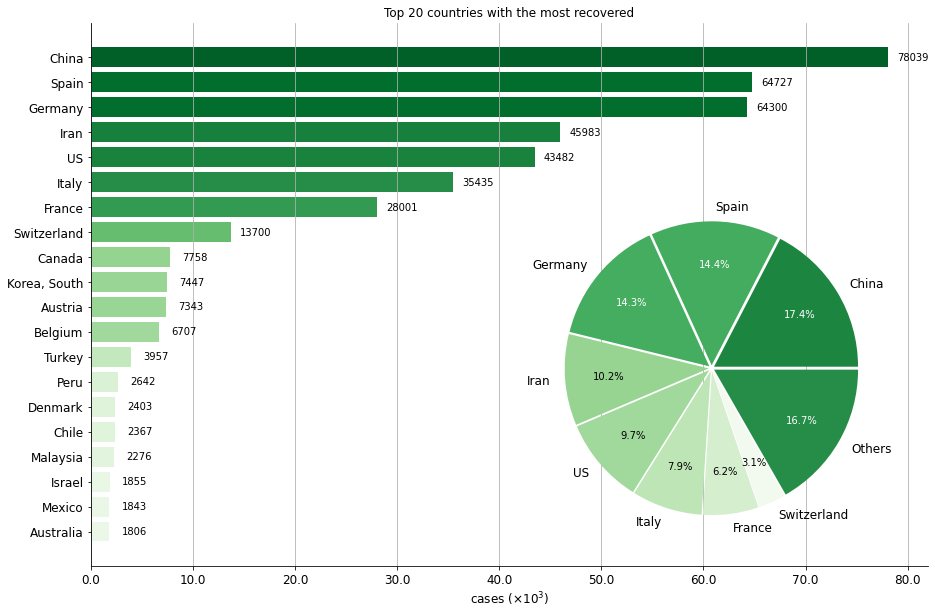 Top 20 countries with the most recovered
China 78039
Spain 64727
Germany 64300
Iran 45983
US 43482
Italy 35435
France 28001
Switzerland 13700
Canada 7758
Korea, South 7447
Austria 7343
Belgium 6707
Turkey 3957
Peru 2642
Denmark 2403
Chile 2367
Malaysia 2276
Israel 1855
Mexico 1843
Australia 1806
0.0 10.0 20.0 30.0 40.0 50.0 60.0 70.0 80.0
cases (×10³)
China 17.4%
Spain 14.4%
Germany 14.3%
Iran 10.2%
US 9.7%
Italy 7.9%
France 6.2%
Switzerland 3.1%
Others 16.7%